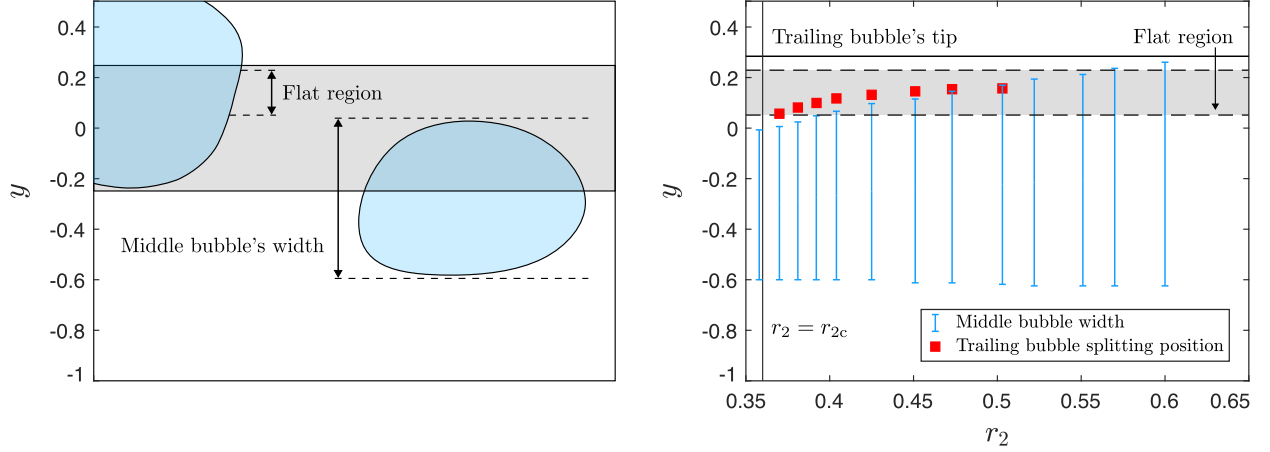 0.4
0.2
0
-0.2
-0.4
-0.6
-0.8
-1
y
Flat region
Middle bubble's width
0.4
0.2
0
-0.2
-0.4
-0.6
-0.8
-1
y
Trailing bubble's tip
Flat region
r₂ = r₂c
Middle bubble width
Trailing bubble splitting position
0.35 0.4 0.45 0.5 0.55 0.6 0.65
r₂